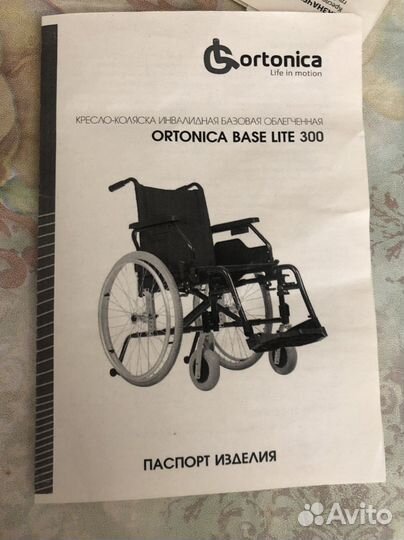 ortonica
Life in motion
КРЕСЛО-КОЛЯСКА ИНВАЛИДНАЯ БАЗОВАЯ ОБЛЕГЧЕННАЯ
ORTONICA BASE LITE 300
ПАСПОРТ ИЗДЕЛИЯ
Avito